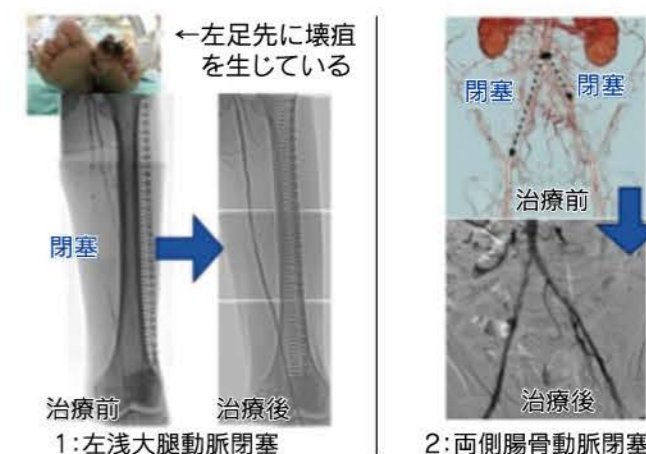 ←左足先に壊疽
を生じている
閉塞
治療前
治療後
1:左浅大腿動脈閉塞
閉塞
閉塞
治療前
治療後
2:両側腸骨動脈閉塞